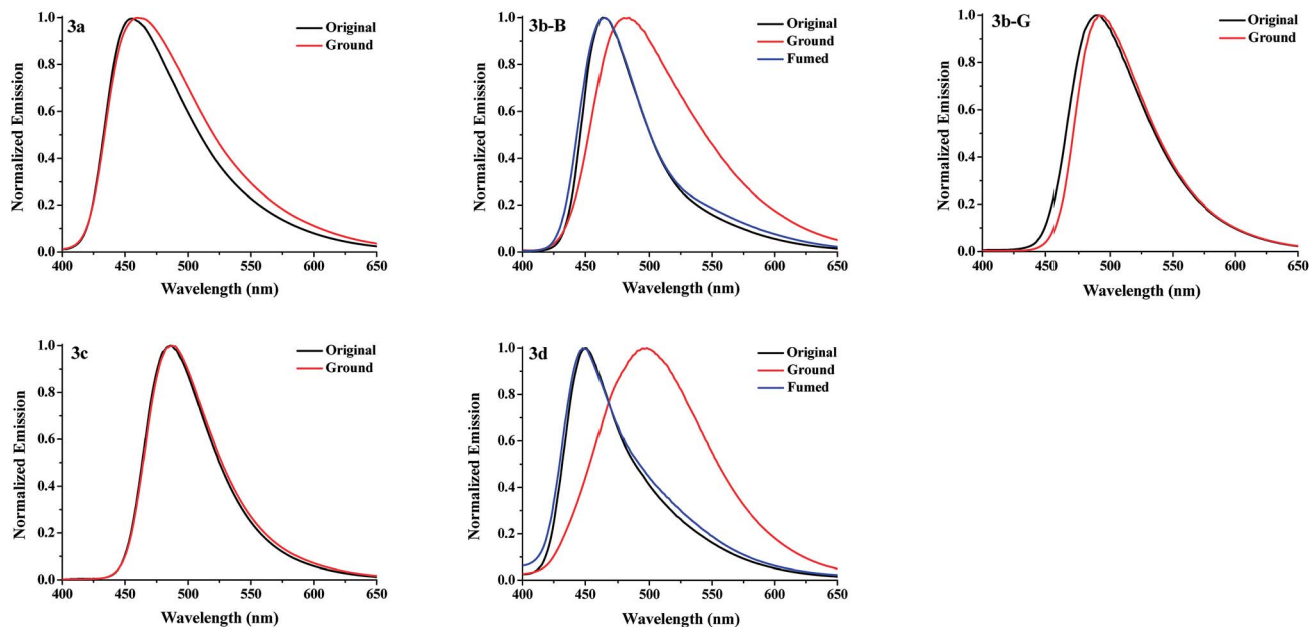 3a
Original
Ground
Normalized Emission
1.0
0.8
0.6
0.4
0.2
0.0
400 450 500 550 600 650
Wavelength (nm)
3b-B
Original
Ground
Fumed
Normalized Emission
1.0
0.8
0.6
0.4
0.2
0.0
400 450 500 550 600 650
Wavelength (nm)
3b-G
Original
Ground
Normalized Emission
1.0
0.8
0.6
0.4
0.2
0.0
400 450 500 550 600 650
Wavelength (nm)
3c
Original
Ground
Normalized Emission
1.0
0.8
0.6
0.4
0.2
0.0
400 450 500 550 600 650
Wavelength (nm)
3d
Original
Ground
Fumed
Normalized Emission
1.0
0.8
0.6
0.4
0.2
0.0
400 450 500 550 600 650
Wavelength (nm)